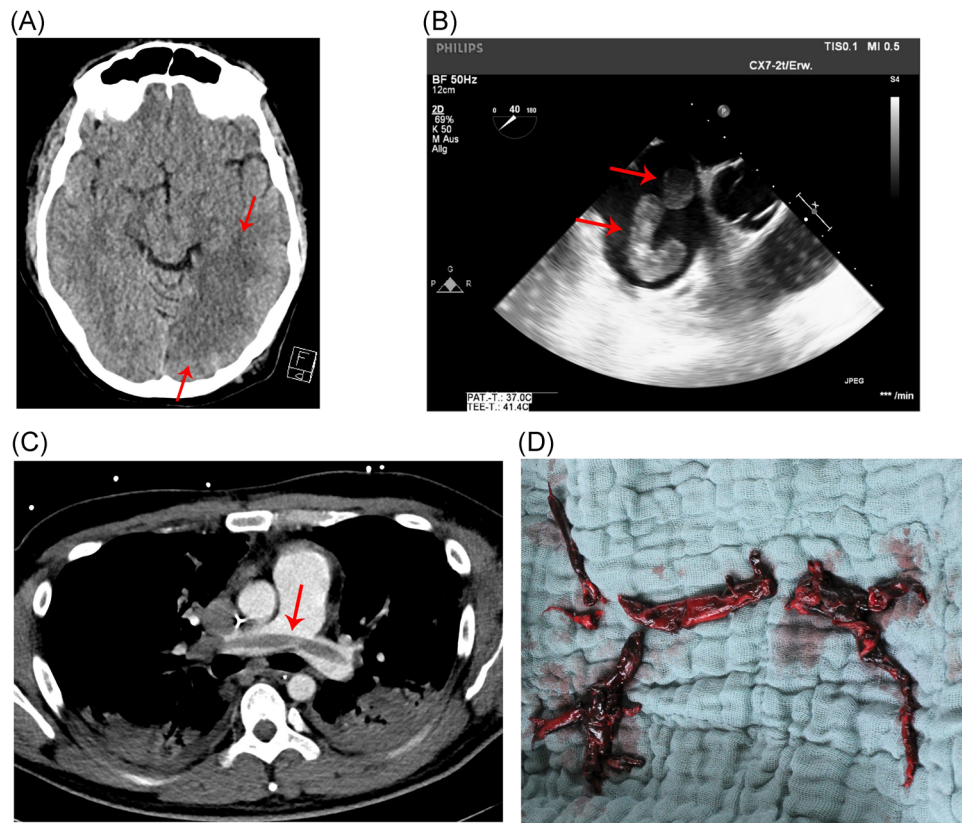 (A)
(B)
PHILIPS
TIS0.1 MI 0.5
CX7-2t/Erw.
BF 50Hz
12cm
S4
2D
69%
K 50
M Aus
Allg
0 40 180
P
G
P R
X
JPEG
PAT.-T.: 37.0C
TEE-T.: 41.4C
*** /min
F
(C)
(D)